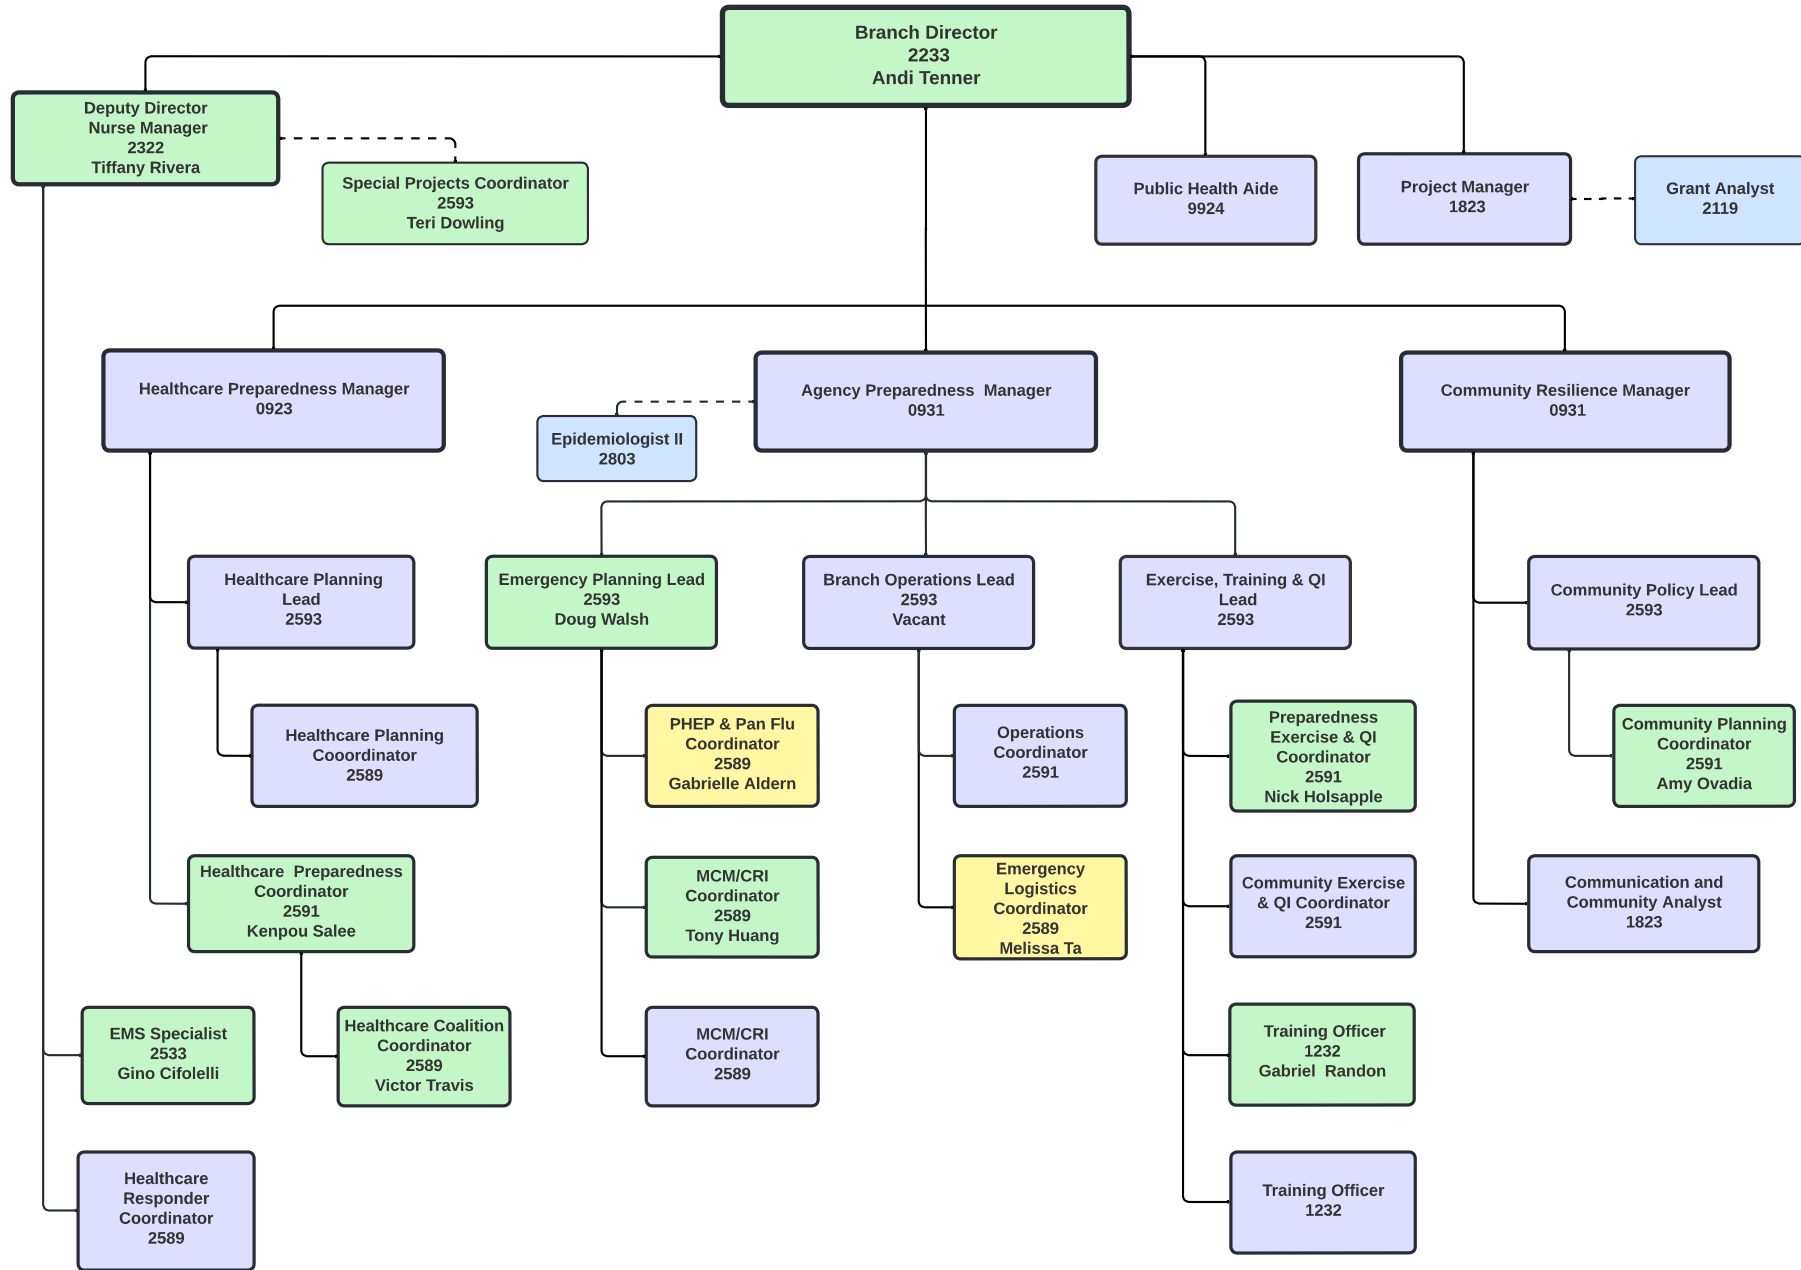 Branch Director
2233
Andi Tenner
Deputy Director
Nurse Manager
2322
Tiffany Rivera
Special Projects Coordinator
2593
Teri Dowling
Public Health Aide
9924
Project Manager
1823
Grant Analyst
2119
Healthcare Preparedness Manager
0923
Agency Preparedness  Manager
0931
Community Resilience Manager
0931
Epidemiologist II
2803
Healthcare Planning
Lead
2593
Emergency Planning Lead
2593
Doug Walsh
Branch Operations Lead
2593
Vacant
Exercise, Training & QI
Lead
2593
Community Policy Lead
2593
Healthcare Planning
Cooordinator
2589
PHEP & Pan Flu
Coordinator
2589
Gabrielle Aldern
Operations
Coordinator
2591
Preparedness
Exercise & QI
Coordinator
2591
Nick Holsapple
Community Planning
Coordinator
2591
Amy Ovadia
Healthcare  Preparedness
Coordinator
2591
Kenpou Salee
MCM/CRI
Coordinator
2589
Tony Huang
Emergency
Logistics
Coordinator
2589
Melissa Ta
Community Exercise
& QI Coordinator
2591
Communication and
Community Analyst
1823
EMS Specialist
2533
Gino Cifolelli
Healthcare Coalition
Coordinator
2589
Victor Travis
MCM/CRI
Coordinator
2589
Training Officer
1232
Gabriel  Randon
Healthcare
Responder
Coordinator
2589
Training Officer
1232